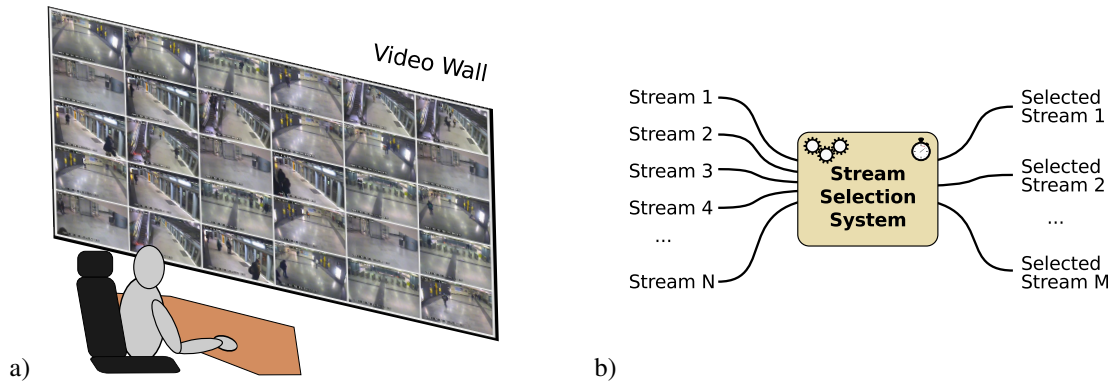 Video Wall
a)
Stream 1
Stream 2
Stream 3
Stream 4
...
Stream N
Stream
Selection
System
Selected
Stream 1
Selected
Stream 2
...
Selected
Stream M
b)